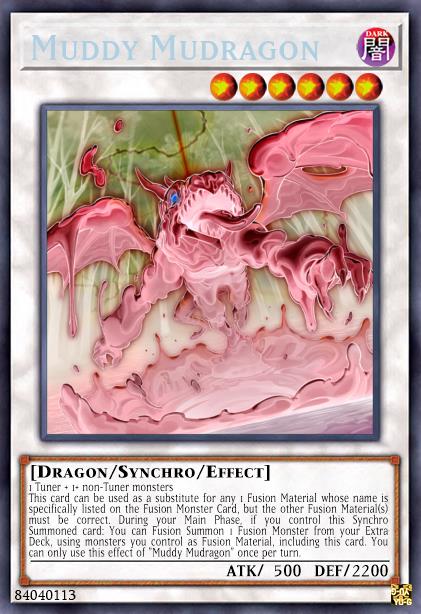 Muddy Mudragon
DARK
闇
[Dragon/Synchro/Effect]
1 Tuner + 1+ non-Tuner monsters
This card can be used as a substitute for any 1 Fusion Material whose name is
specifically listed on the Fusion Monster Card, but the other Fusion Material(s)
must be correct. During your Main Phase, if you control this Synchro
Summoned card: You can Fusion Summon 1 Fusion Monster from your Extra
Deck, using monsters you control as Fusion Material, including this card. You
can only use this effect of "Muddy Mudragon" once per turn.
ATK/ 500 DEF/2200
84040113